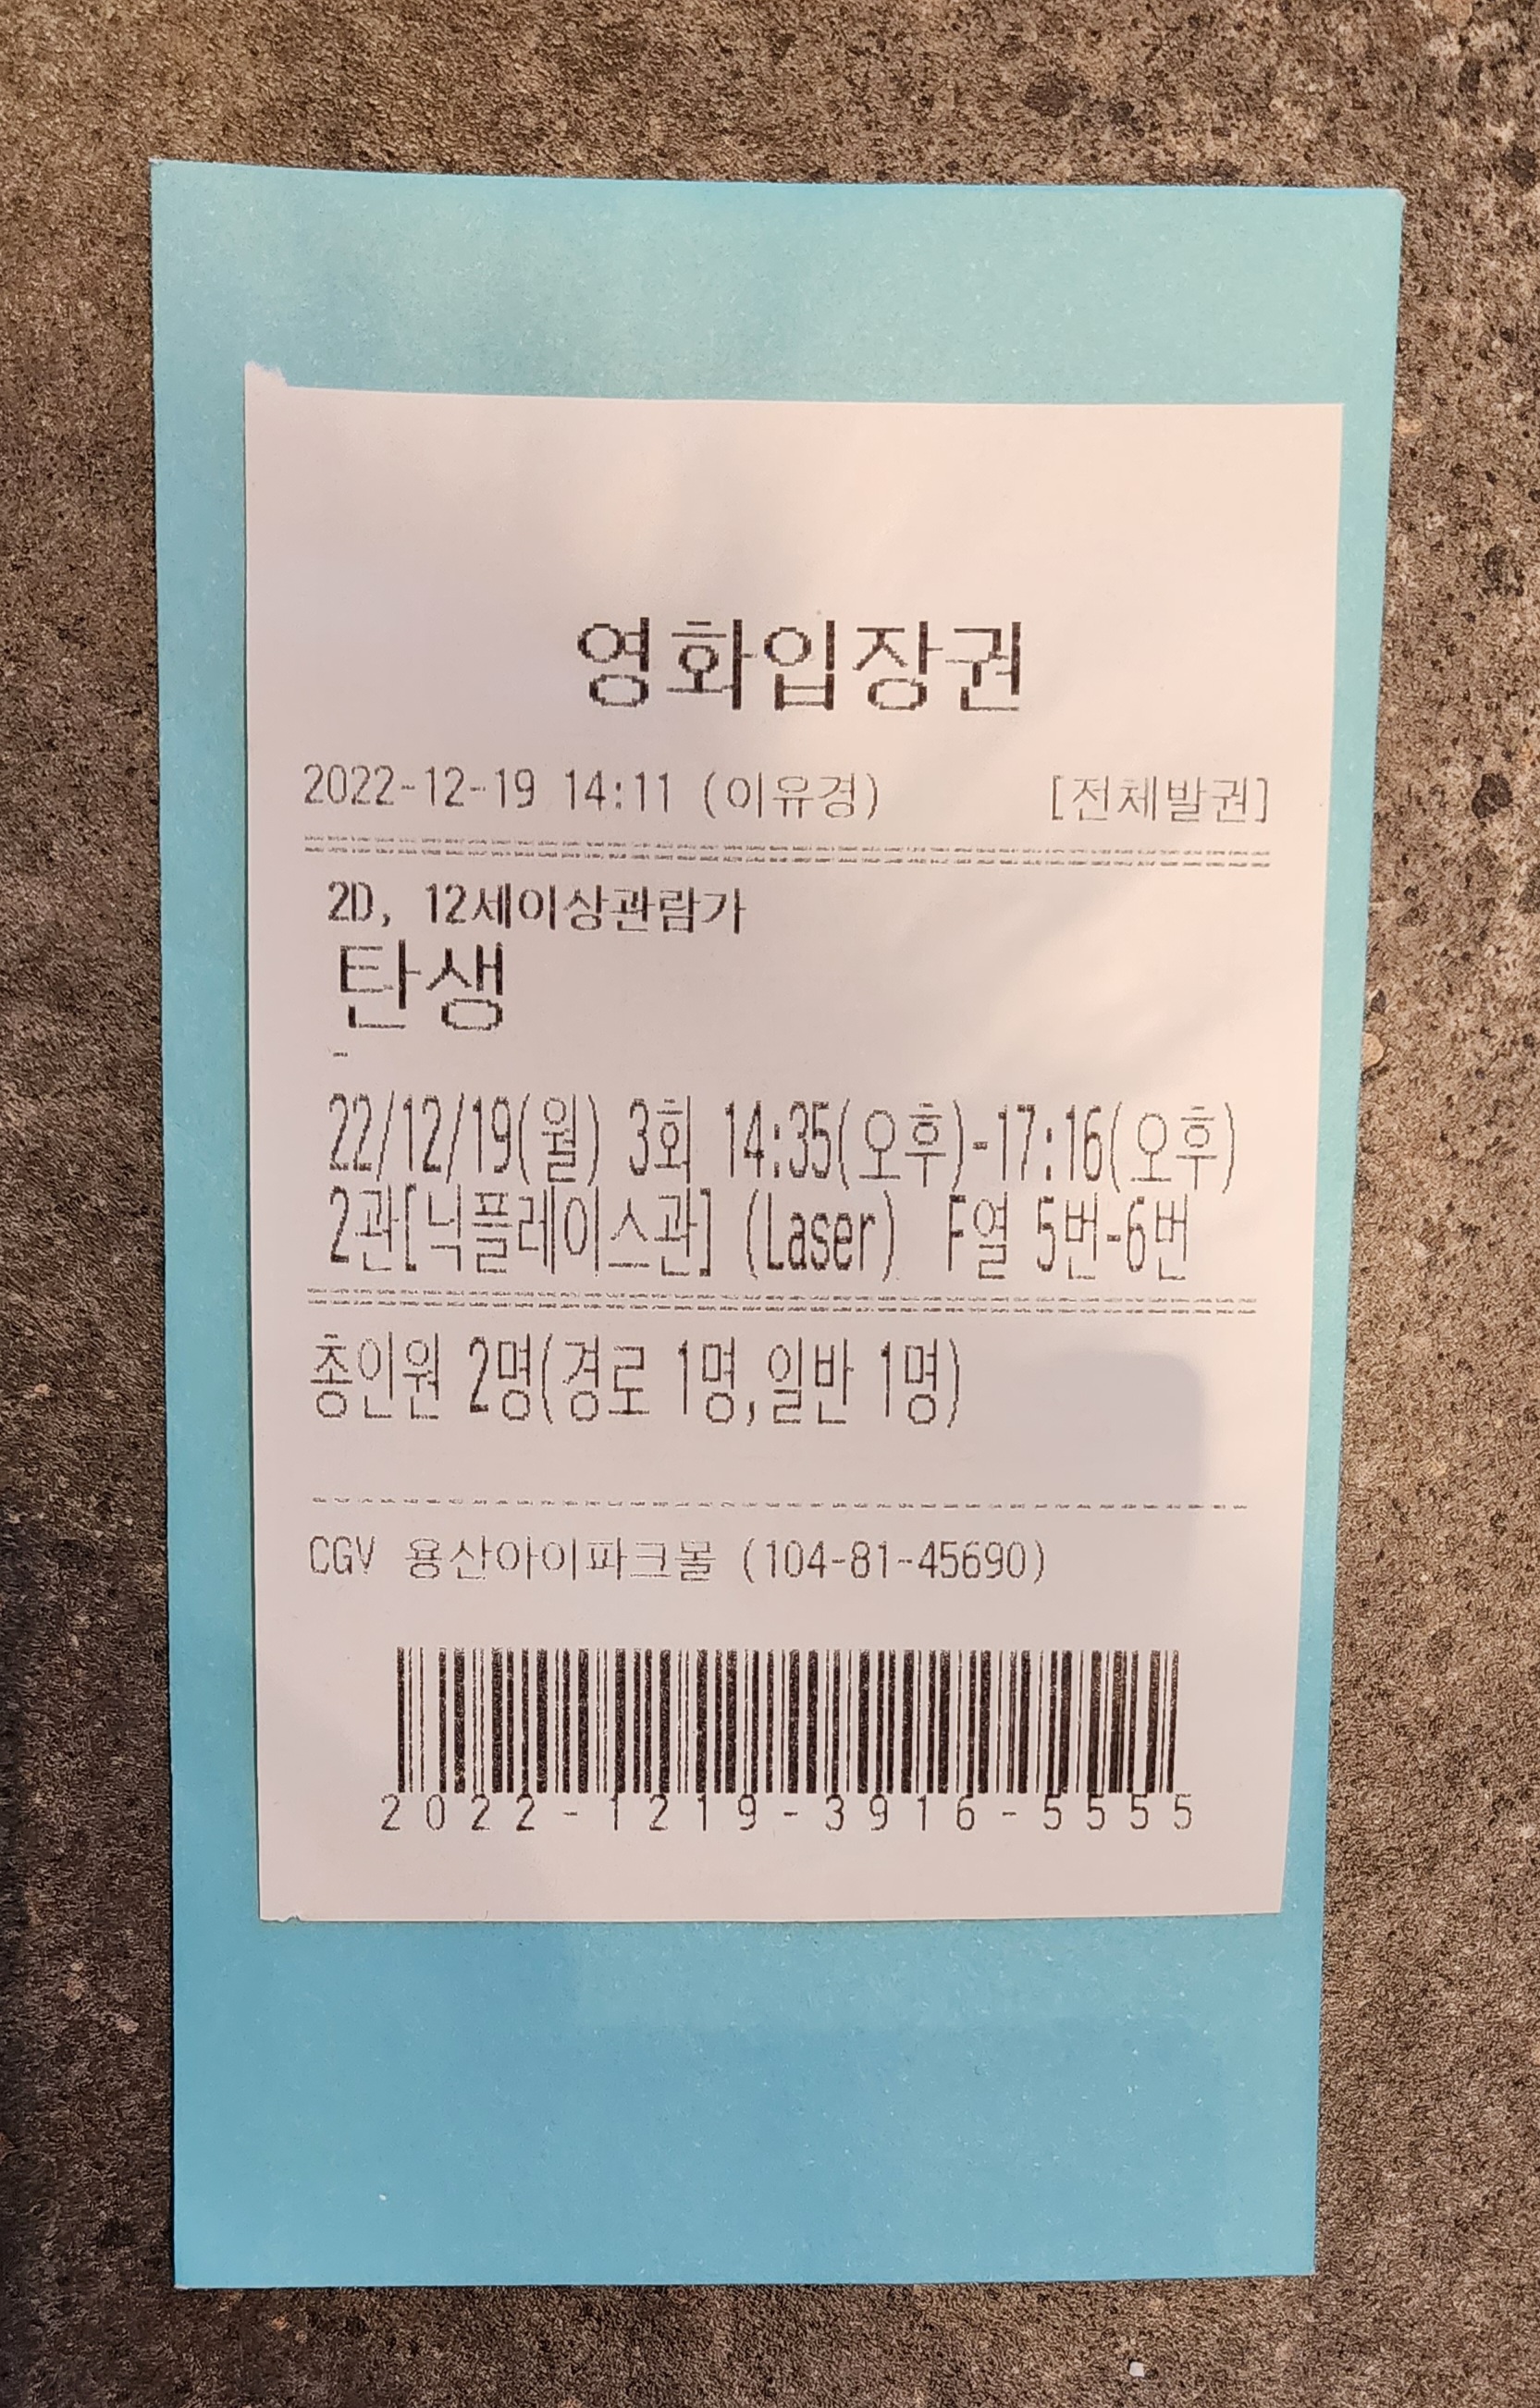 영화입장권
2022-12-19 14:11 (이유경) [전체발권]
2D, 12세이상관람가
탄생
-
22/12/19(월) 3회 14:35(오후)-17:16(오후)
2관[닉플레이스관] (Laser) F열 5번-6번
총인원 2명(경로 1명,일반 1명)
CGV 용산아이파크몰 (104-81-45690)
2022-1219-3916-5555